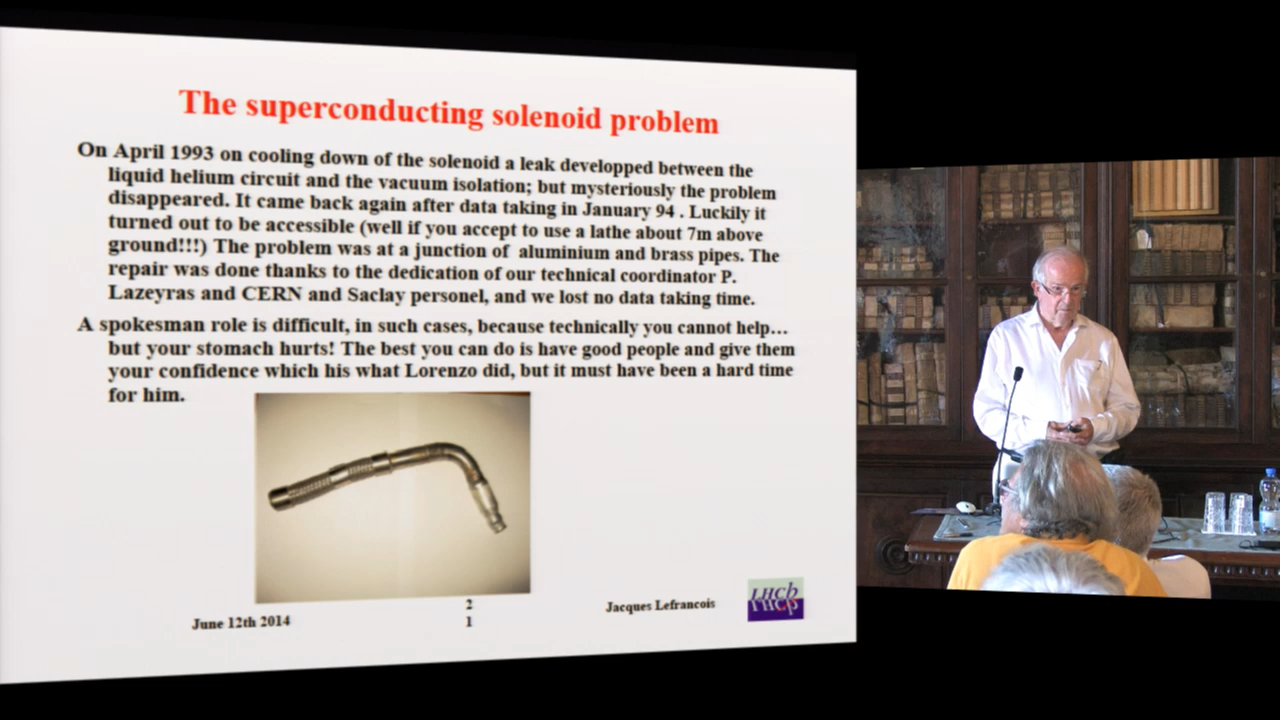 The superconducting solenoid problem
On April 1993 on cooling down of the solenoid a leak developped between the
liquid helium circuit and the vacuum isolation; but mysteriously the problem
disappeared. It came back again after data taking in January 94 . Luckily it
turned out to be accessible (well if you accept to use a lathe about 7m above
ground!!!) The problem was at a junction of aluminium and brass pipes. The
repair was done thanks to the dedication of our technical coordinator P.
Lazeyras and CERN and Saclay personel, and we lost no data taking time.
A spokesman role is difficult, in such cases, because technically you cannot help…
but your stomach hurts! The best you can do is have good people and give them
your confidence which his what Lorenzo did, but it must have been a hard time
for him.
June 12th 2014
2
1
Jacques Lefrancois
LHCb